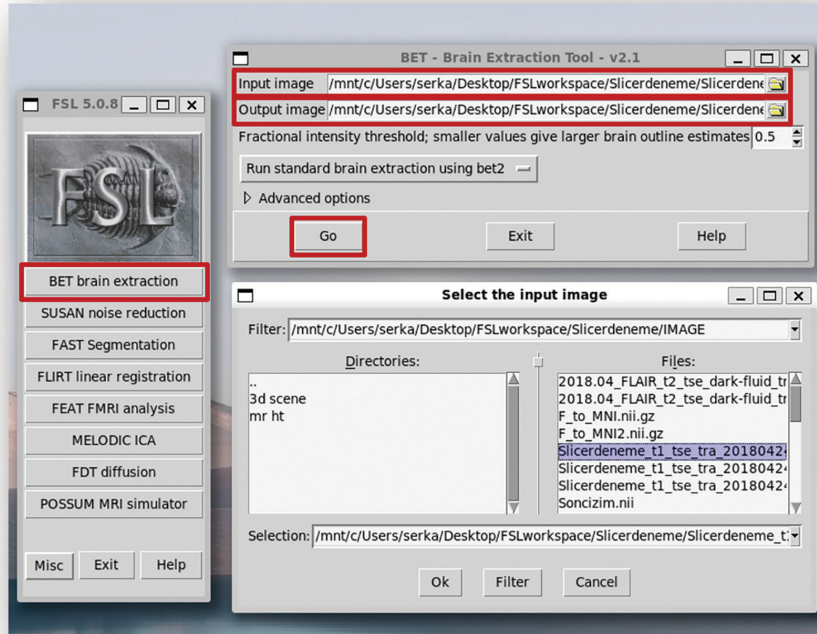 FSL 5.0.8
FSL
BET brain extraction
SUSAN noise reduction
FAST Segmentation
FLIRT linear registration
FEAT FMRI analysis
MELODIC ICA
FDT diffusion
POSSUM MRI simulator
Misc Exit Help
BET - Brain Extraction Tool - v2.1
Input image /mnt/c/Users/serka/Desktop/FSLworkspace/Slicerdeneme/Slicerdene
Output image /mnt/c/Users/serka/Desktop/FSLworkspace/Slicerdeneme/Slicerdene
Fractional intensity threshold; smaller values give larger brain outline estimates 0.5
Run standard brain extraction using bet2
Advanced options
Go Exit Help
Select the input image
Filter: /mnt/c/Users/serka/Desktop/FSLworkspace/Slicerdeneme/IMAGE
Directories:
..
3d scene
mr ht
Files:
2018.04_FLAIR_t2_tse_dark-fluid_tr
2018.04_FLAIR_t2_tse_dark-fluid_tr
F_to_MNI.nii.gz
F_to_MNI2.nii.gz
Slicerdeneme_t1_tse_tra_20180424
Slicerdeneme_t1_tse_tra_20180424
Slicerdeneme_t1_tse_tra_20180424
Soncizim.nii
Selection: /mnt/c/Users/serka/Desktop/FSLworkspace/Slicerdeneme/Slicerdeneme_t1
Ok Filter Cancel